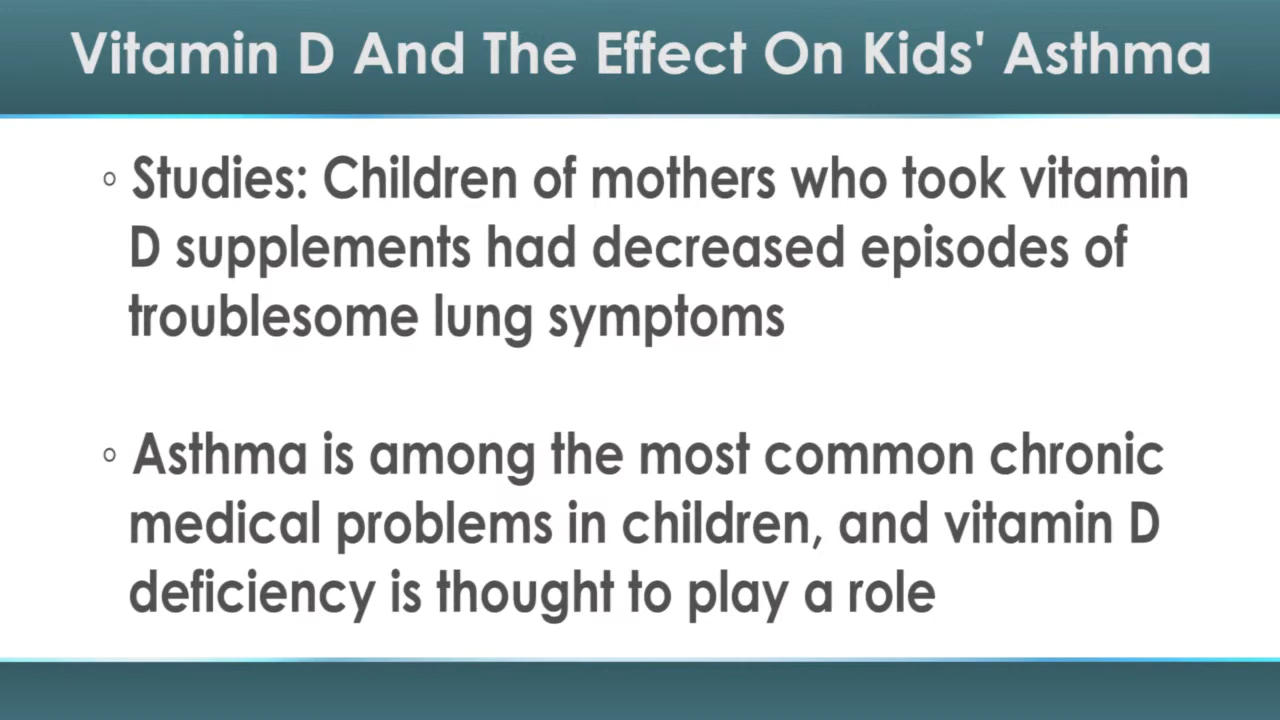 Vitamin D And The Effect On Kids' Asthma
◦ Studies: Children of mothers who took vitamin
D supplements had decreased episodes of
troublesome lung symptoms
◦ Asthma is among the most common chronic
medical problems in children, and vitamin D
deficiency is thought to play a role